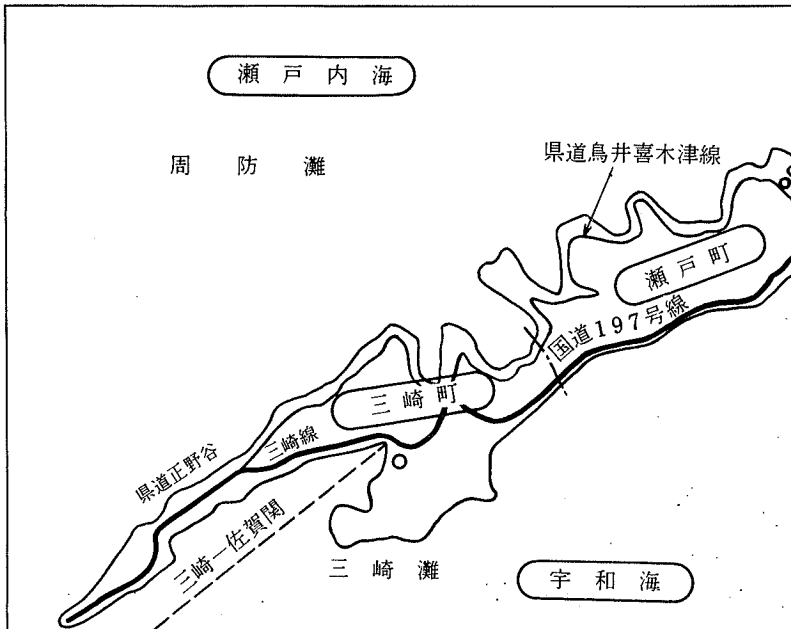 瀬戸内海
周防灘
県道鳥井喜木津線
瀬戸町
国道197号線
三崎町
三崎線
県道正野谷
三崎ー佐賀関
三崎灘
宇和海